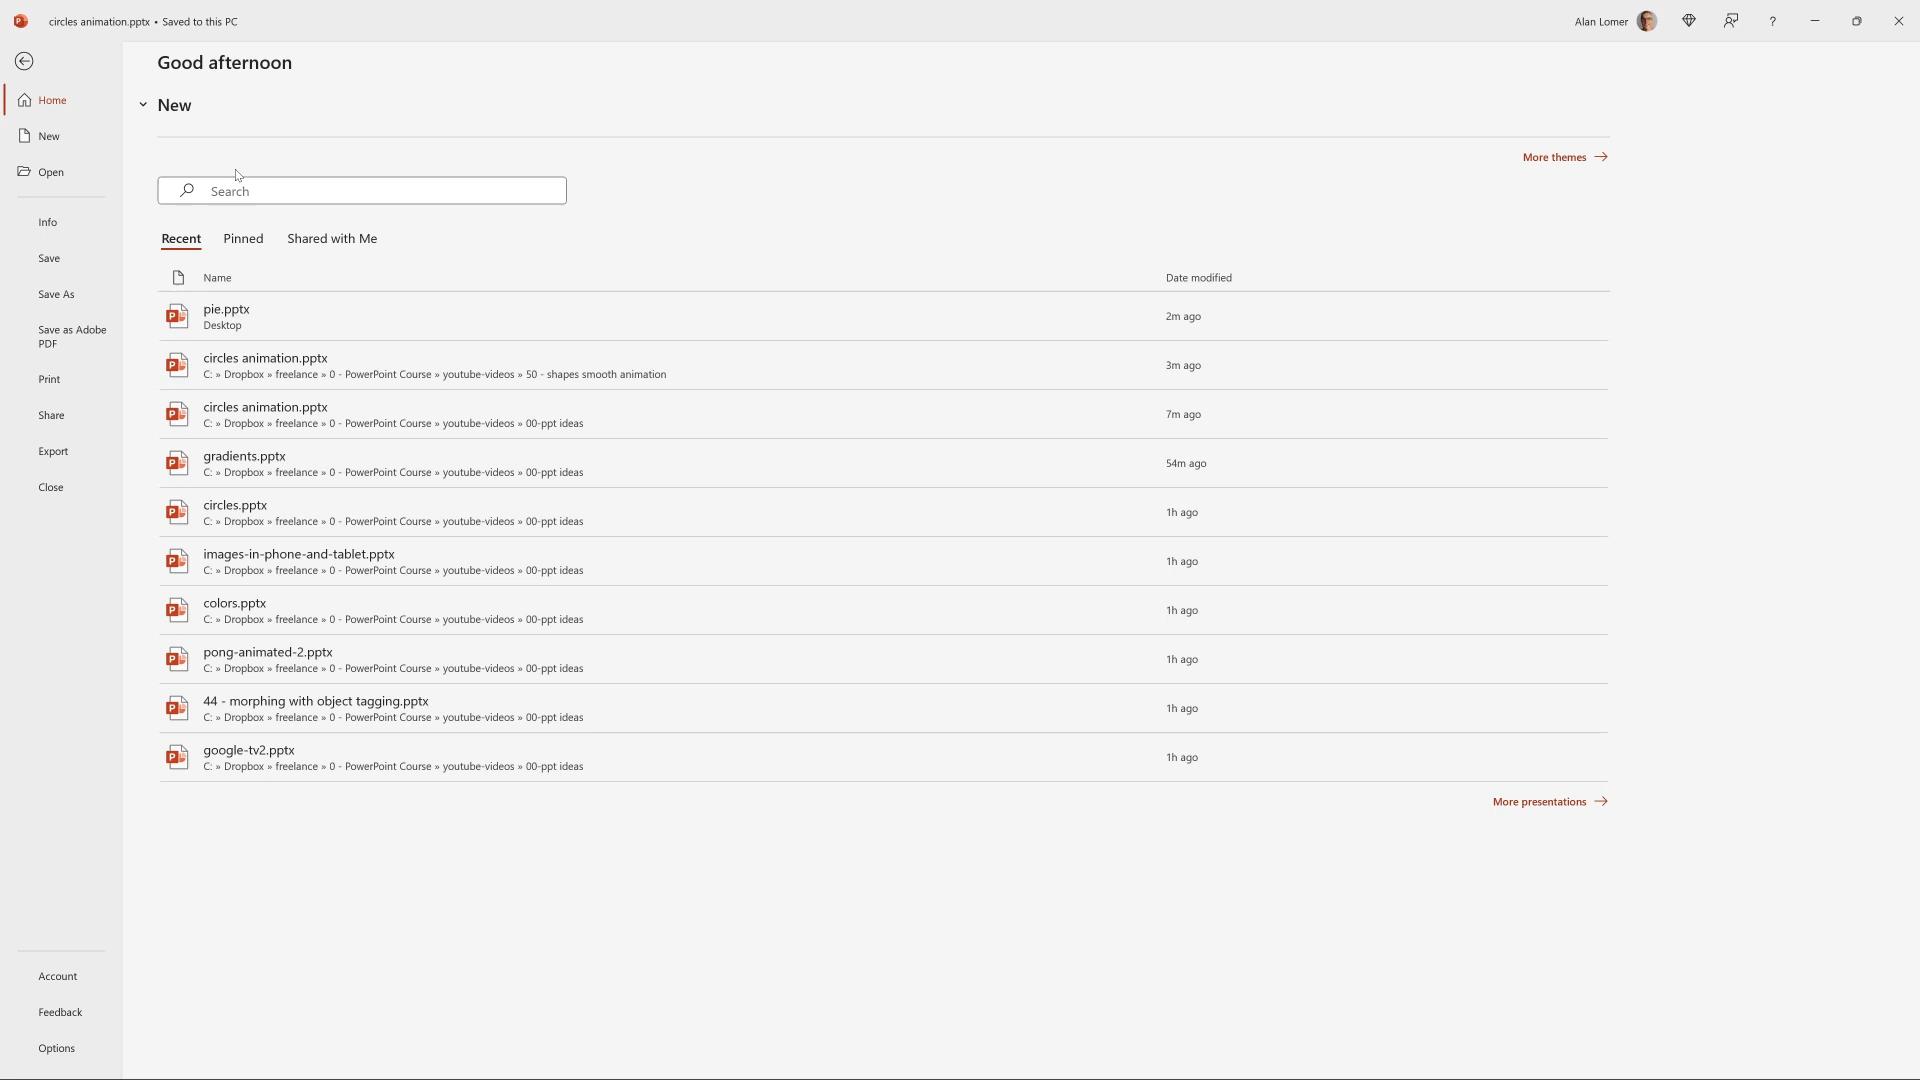 circles animation.pptx • Saved to this PC
Alan Lomer
?
Good afternoon
Home
New
New
Open
More themes
Search
Info
Recent Pinned Shared with Me
Save
Name Date modified
Save As
pie.pptx
Desktop
2m ago
Save as Adobe
PDF
circles animation.pptx
C: » Dropbox » freelance » 0 - PowerPoint Course » youtube-videos » 50 - shapes smooth animation
3m ago
Print
circles animation.pptx
C: » Dropbox » freelance » 0 - PowerPoint Course » youtube-videos » 00-ppt ideas
7m ago
Share
Export
gradients.pptx
C: » Dropbox » freelance » 0 - PowerPoint Course » youtube-videos » 00-ppt ideas
54m ago
Close
circles.pptx
C: » Dropbox » freelance » 0 - PowerPoint Course » youtube-videos » 00-ppt ideas
1h ago
images-in-phone-and-tablet.pptx
C: » Dropbox » freelance » 0 - PowerPoint Course » youtube-videos » 00-ppt ideas
1h ago
colors.pptx
C: » Dropbox » freelance » 0 - PowerPoint Course » youtube-videos » 00-ppt ideas
1h ago
pong-animated-2.pptx
C: » Dropbox » freelance » 0 - PowerPoint Course » youtube-videos » 00-ppt ideas
1h ago
44 - morphing with object tagging.pptx
C: » Dropbox » freelance » 0 - PowerPoint Course » youtube-videos » 00-ppt ideas
1h ago
google-tv2.pptx
C: » Dropbox » freelance » 0 - PowerPoint Course » youtube-videos » 00-ppt ideas
1h ago
More presentations
Account
Feedback
Options